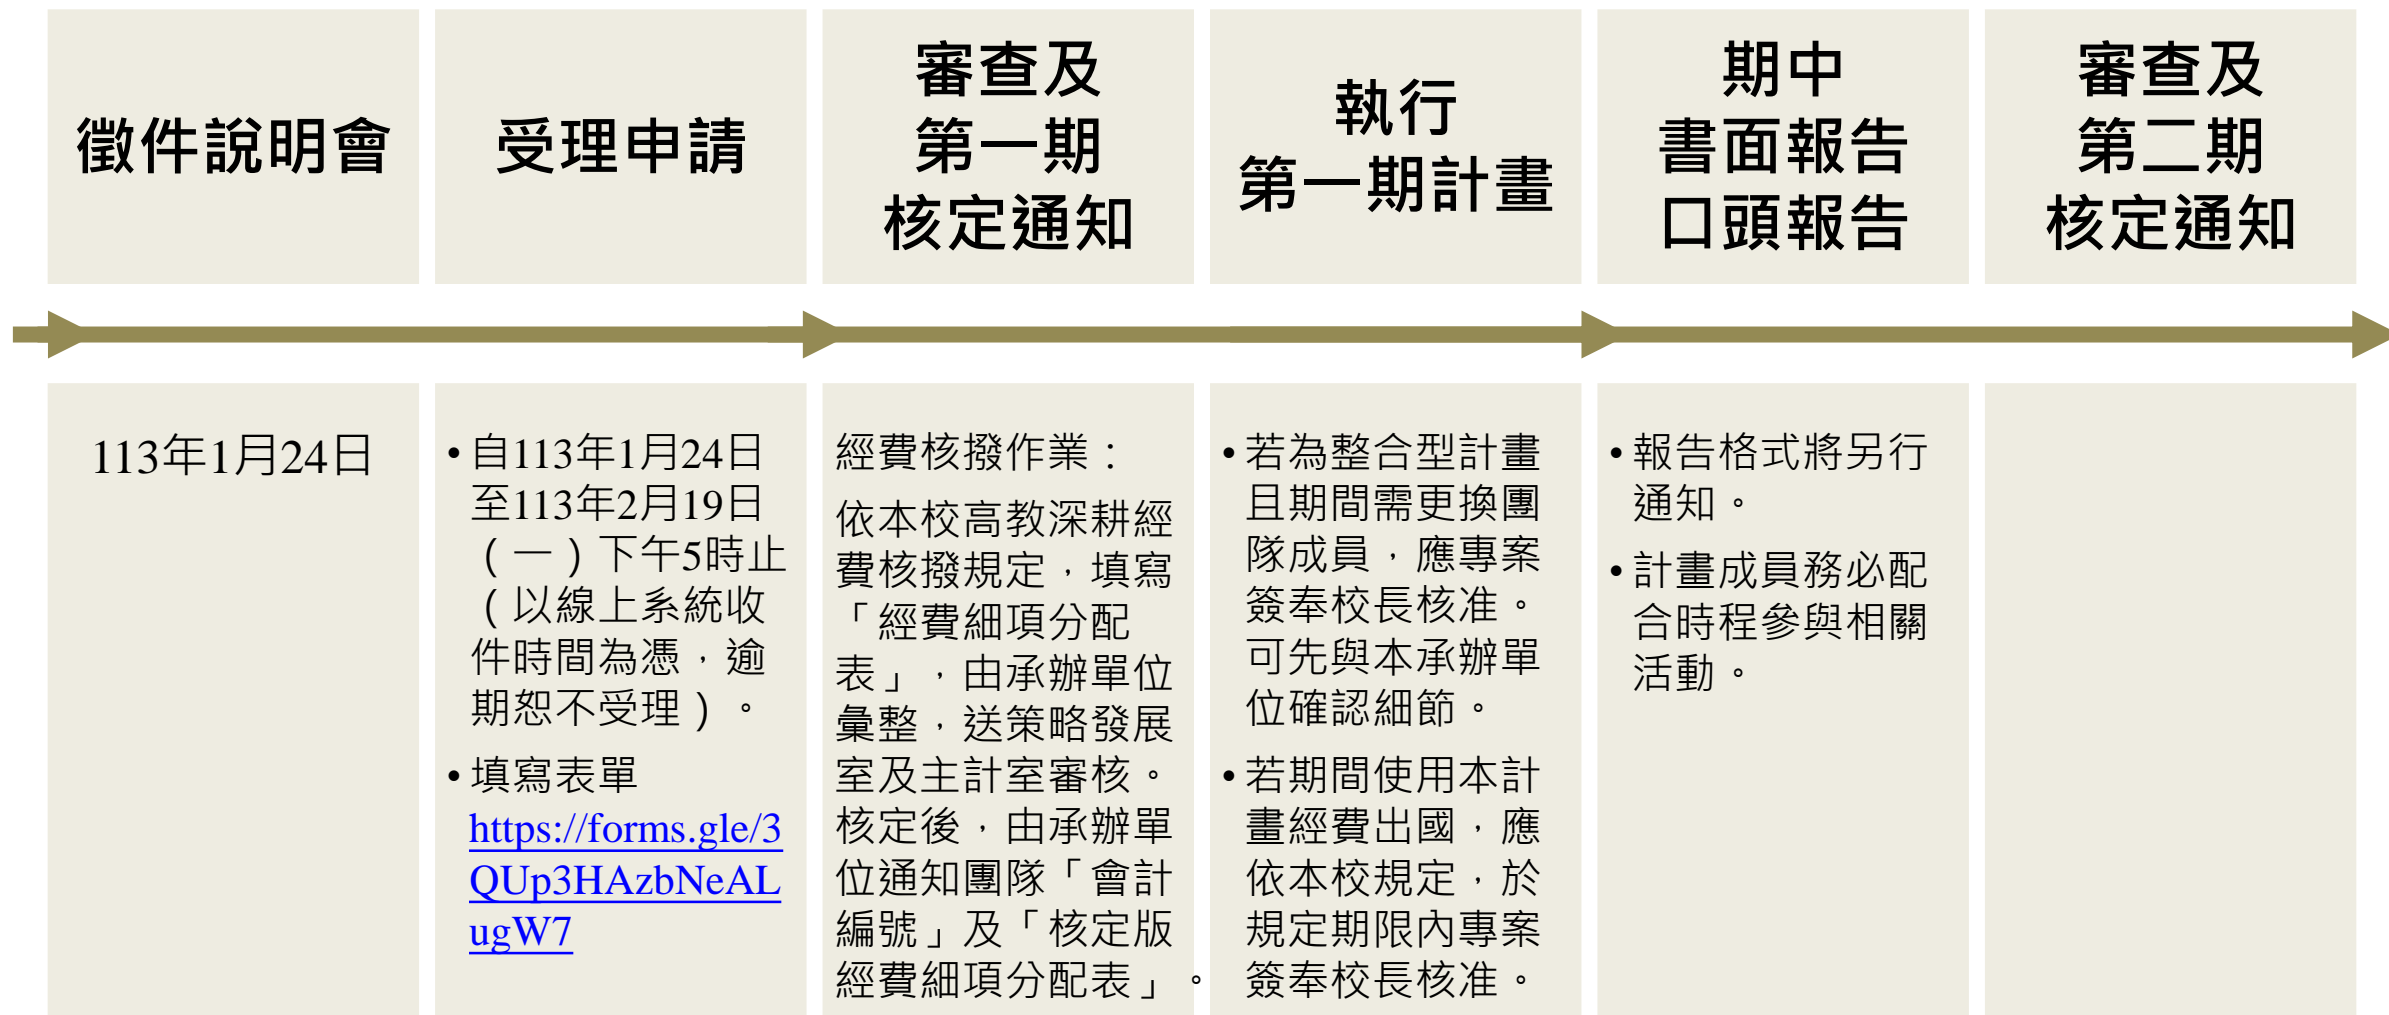 徵件說明會
受理申請
審查及
第一期
核定通知
執行
第一期計畫
期中
書面報告
口頭報告
審查及
第二期
核定通知
113年1月24日
•自113年1月24日
至113年2月19日
（一）下午5時止
（以線上系統收
件時間為憑，逾
期恕不受理）。
•填寫表單
https://forms.gle/3
QUp3HAzbNeAL
ugW7
經費核撥作業：
依本校高教深耕經
費核撥規定，填寫
「經費細項分配
表」，由承辦單位
彙整，送策略發展
室及主計室審核。
核定後，由承辦單
位通知團隊「會計
編號」及「核定版
經費細項分配表」。
•若為整合型計畫
且期間需更換團
隊成員，應專案
簽奉校長核准。
可先與本承辦單
位確認細節。
•若期間使用本計
畫經費出國，應
依本校規定，於
規定期限內專案
簽奉校長核准。
•報告格式將另行
通知。
•計畫成員務必配
合時程參與相關
活動。